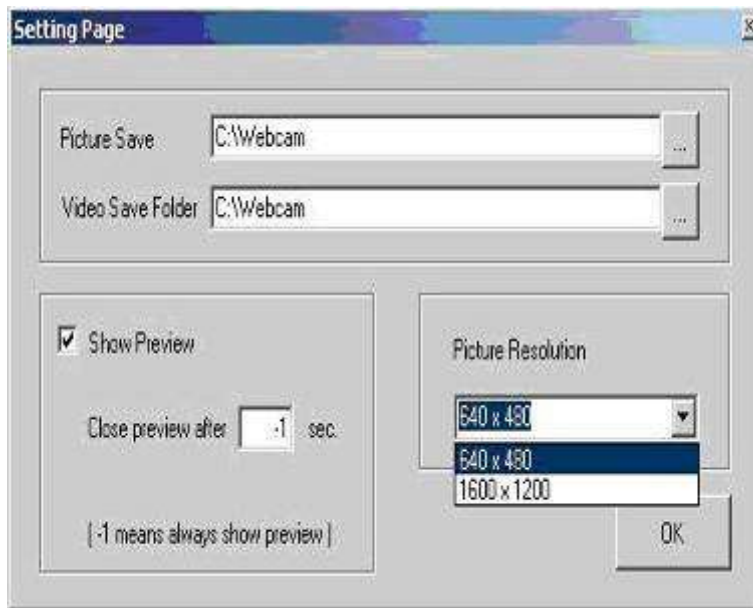 Setting Page
Picture Save
C:\Webcam
...
Video Save Folder
C:\Webcam
...
Show Preview
Close preview after -1 sec.
( -1 means always show preview )
Picture Resolution
640 x 480
640 x 480
1600 x 1200
OK